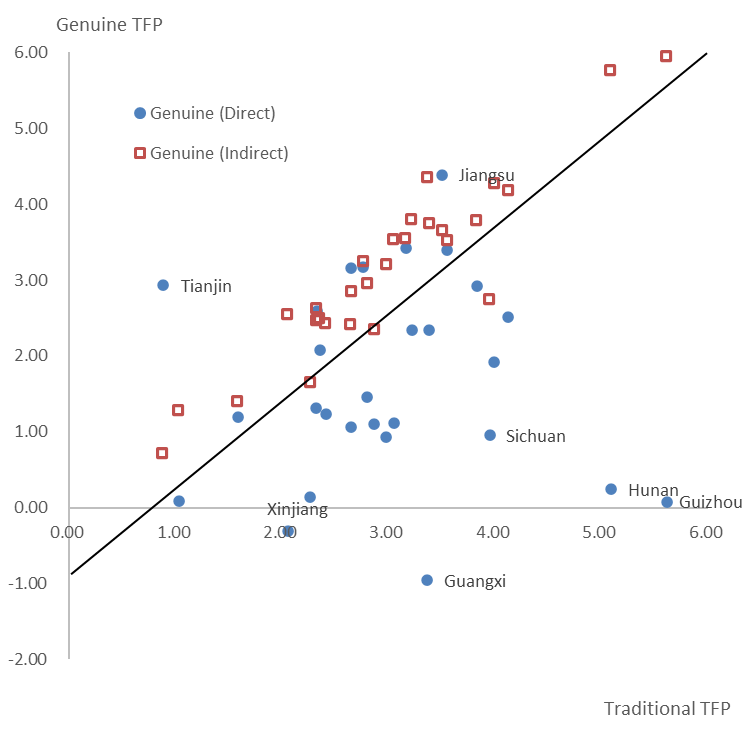 Genuine TFP
6.00
5.00
Genuine (Direct)
Genuine (Indirect)
4.00
Jiangsu
3.00
Tianjin
2.00
1.00
Sichuan
0.00
Hunan
Guizhou
Xinjiang
0.00 1.00 2.00 3.00 4.00 5.00 6.00
-1.00
Guangxi
-2.00
Traditional TFP